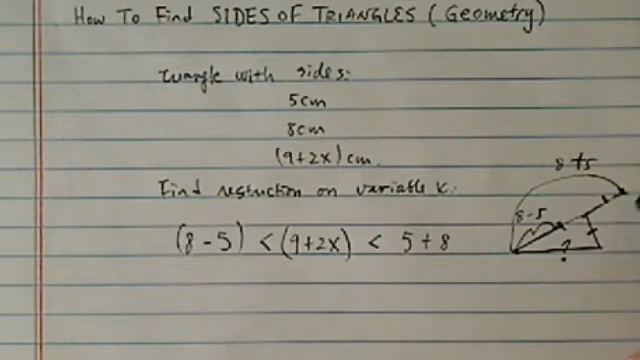 How To Find SIDES OF TRIANGLES (Geometry)
triangle with sides:
5cm
8cm
(9+2x) cm.
Find restriction on variable x.
8+5
8-5
?
(8-5) < (9+2x) < 5+8